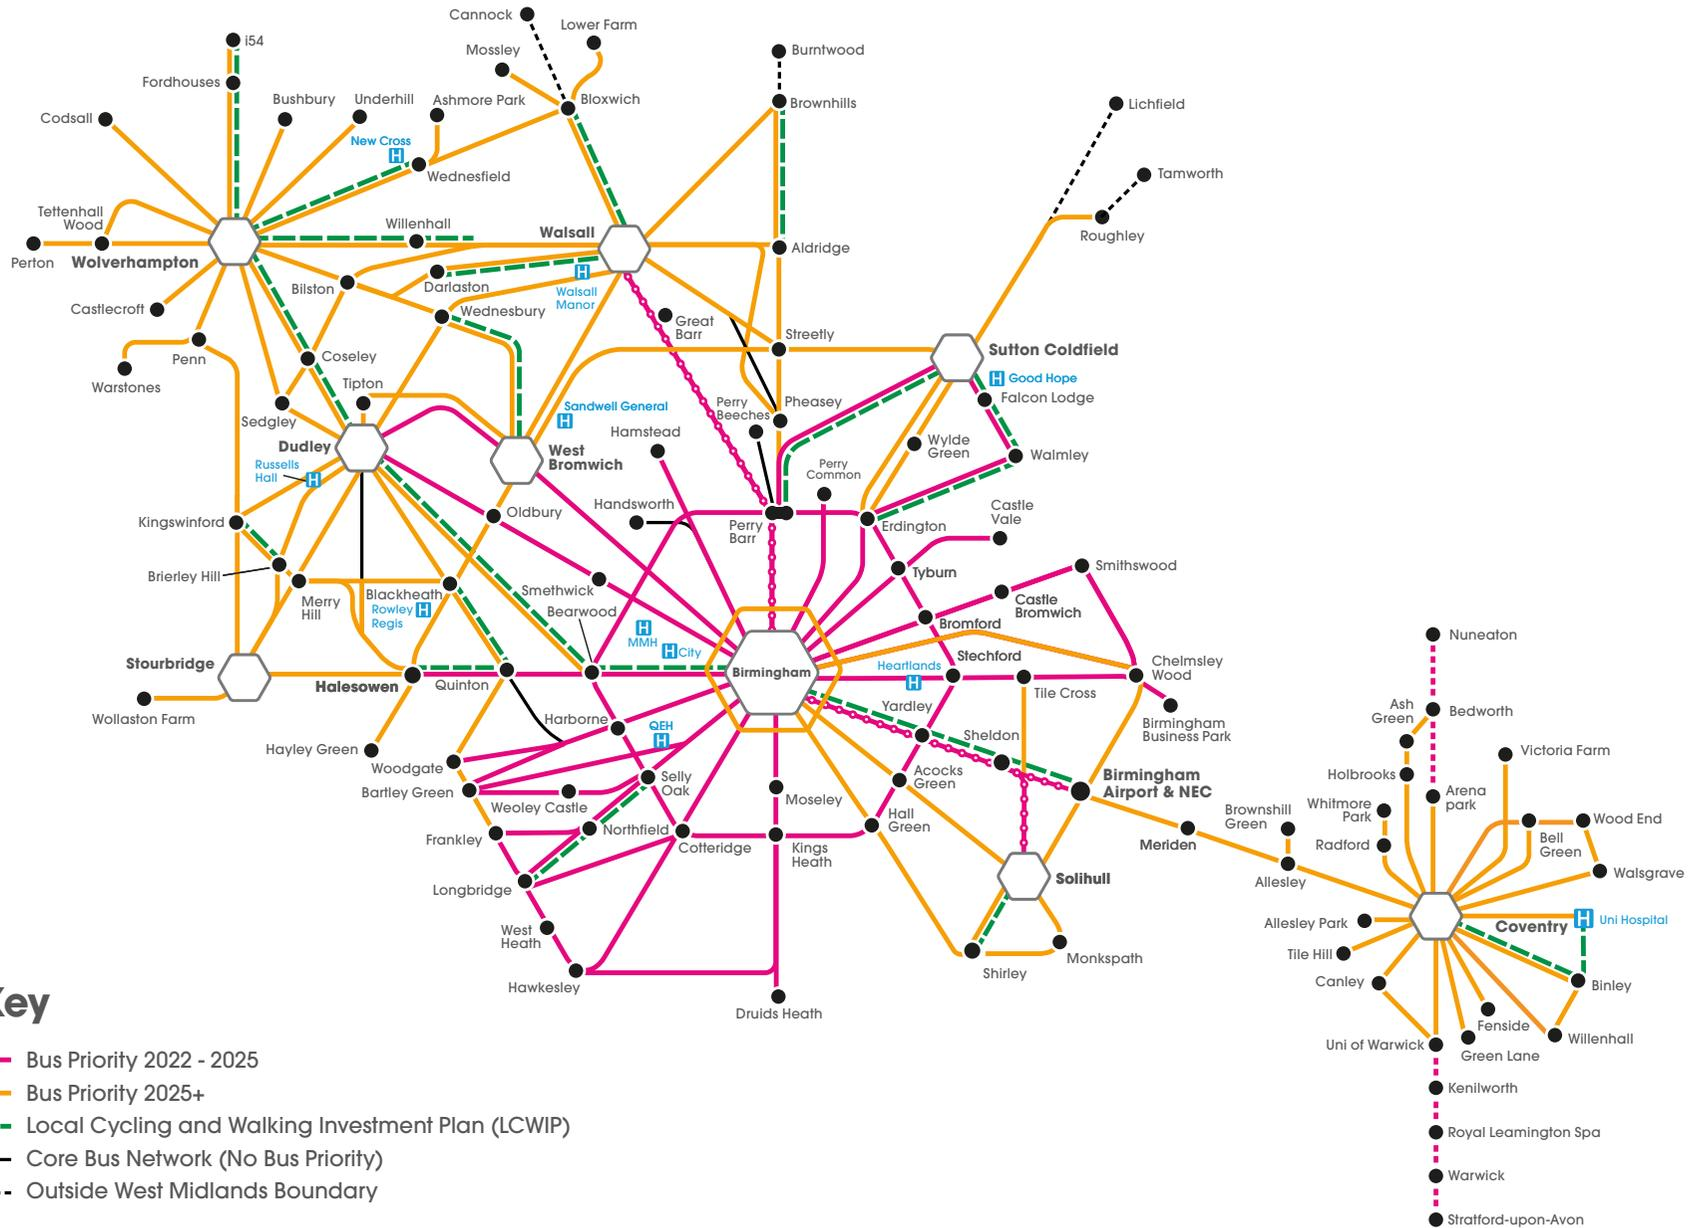 Cannock
Lower Farm
i54
Mossley
Burntwood
Fordhouses
Bushbury
Underhill
Ashmore Park
Bloxwich
Brownhills
Lichfield
Codsall
New Cross
H
Wednesfield
Tamworth
Tettenhall
Wood
Willenhall
Walsall
Roughley
Perton
Wolverhampton
Aldridge
Bilston
Darlaston
H
Walsall
Manor
Castlecroft
Wednesbury
Great
Barr
Streetly
Sutton Coldfield
Penn
Coseley
Warstones
Tipton
H Good Hope
Falcon Lodge
Sedgley
Sandwell General
H
Perry
Beeches
Pheasey
Dudley
Hamstead
Wylde
Green
Russells
Hall
H
West
Bromwich
Walmley
Perry
Common
Kingswinford
Oldbury
Handsworth
Perry
Barr
Erdington
Castle
Vale
Brierley Hill
Smethwick
Tyburn
Smithswood
Merry
Hill
Blackheath
Rowley
Regis
H
Bearwood
Castle
Bromwich
Bromford
H
MMH
H City
Nuneaton
Stourbridge
Birmingham
Stechford
Heartlands
H
Chelmsley
Wood
Halesowen
Quinton
Tile Cross
Wollaston Farm
Harborne
QEH
H
Yardley
Birmingham
Business Park
Ash
Green
Bedworth
Hayley Green
Sheldon
Victoria Farm
Woodgate
Selly
Oak
Acocks
Green
Birmingham
Airport & NEC
Holbrooks
Bartley Green
Weoley Castle
Moseley
Brownshill
Green
Whitmore
Park
Arena
park
Frankley
Northfield
Cotteridge
Kings
Heath
Hall
Green
Meriden
Radford
Bell
Green
Wood End
Longbridge
Solihull
Allesley
Walsgrave
West
Heath
Allesley Park
Coventry
H Uni Hospital
Monkspath
Tile Hill
Hawkesley
Shirley
Canley
Binley
Druids Heath
Fenside
Uni of Warwick
Green Lane
Willenhall
Kenilworth
Royal Leamington Spa
Warwick
Stratford-upon-Avon
Key
Bus Priority 2022 - 2025
Bus Priority 2025+
Local Cycling and Walking Investment Plan (LCWIP)
Core Bus Network (No Bus Priority)
Outside West Midlands Boundary